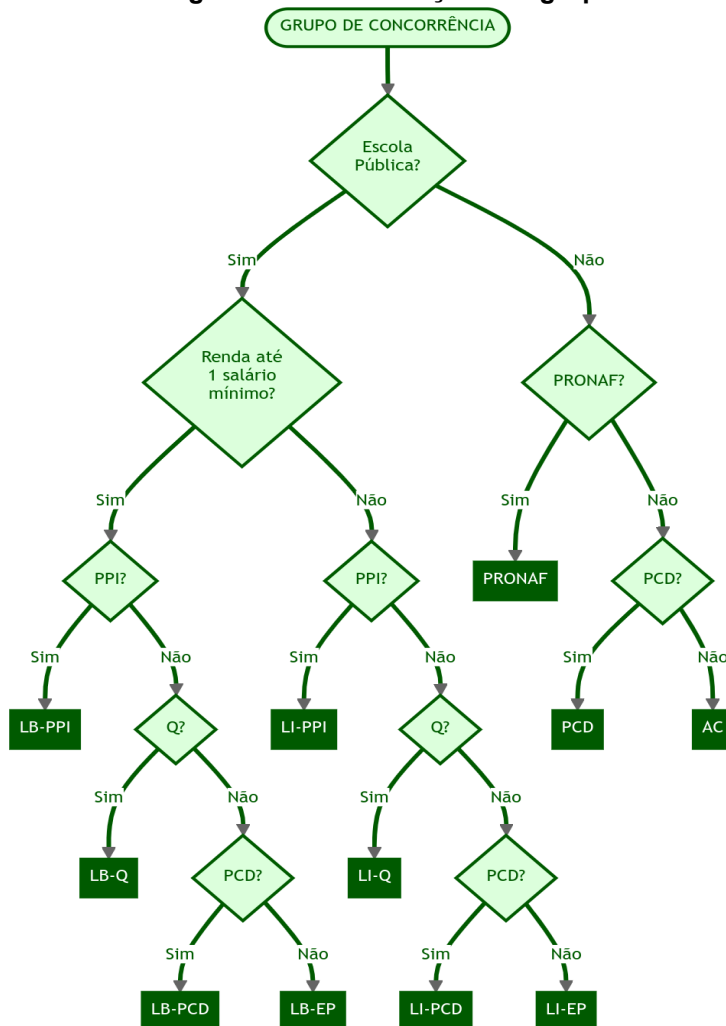 GRUPO DE CONCORRÊNCIA
Escola
Pública?
Sim
Não
Renda até
1 salário
mínimo?
PRONAF?
Sim
Não
Sim
Não
PPI?
PPI?
PRONAF
PCD?
Sim
Não
Sim
Não
Sim
Não
LB-PPI
Q?
LI-PPI
Q?
PCD
AC
Sim
Não
Sim
Não
LB-Q
PCD?
LI-Q
PCD?
Sim
Não
Sim
Não
LB-PCD
LB-EP
LI-PCD
LI-EP